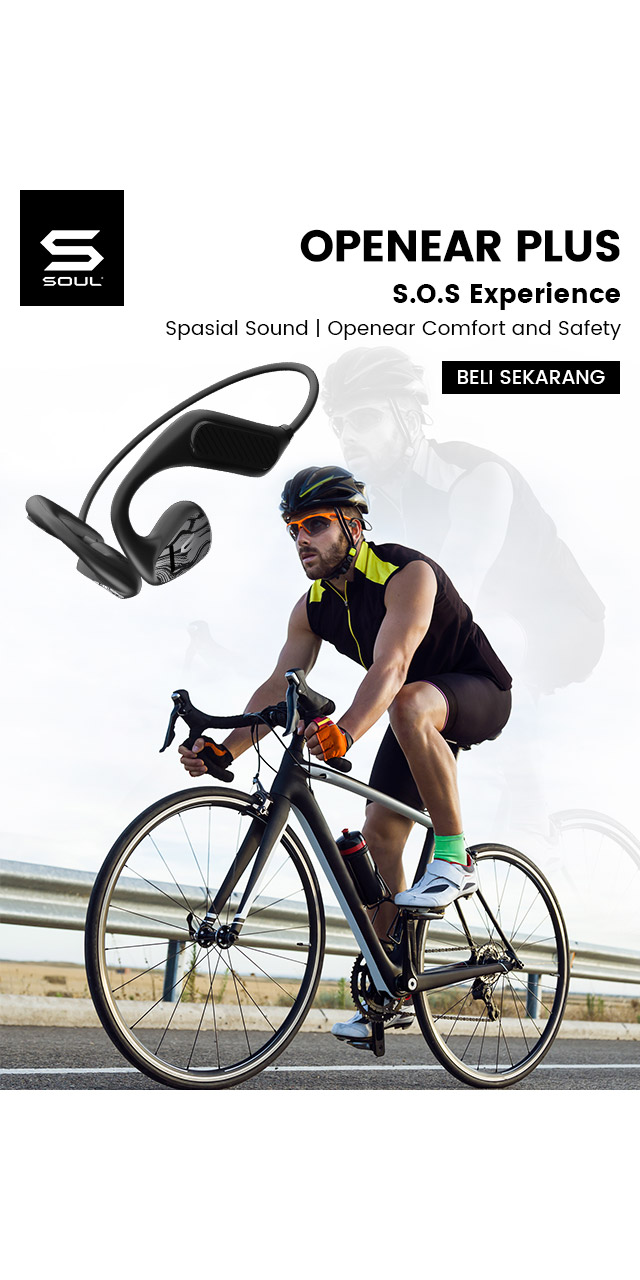 SOUL
OPENEAR PLUS
S.O.S Experience
Spasial Sound | Openear Comfort and Safety
BELI SEKARANG